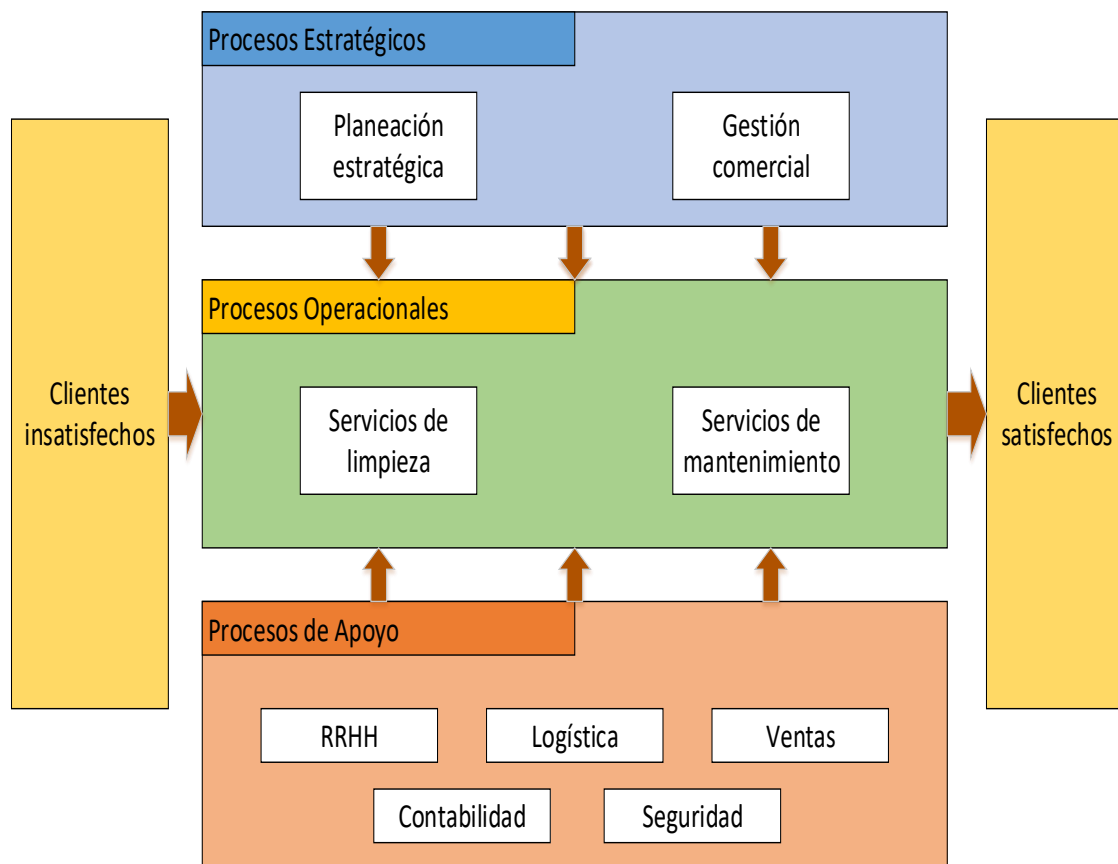 Procesos Estratégicos
Planeación
estratégica
Gestión
comercial
Clientes
insatisfechos
Procesos Operacionales
Servicios de
limpieza
Servicios de
mantenimiento
Clientes
satisfechos
Procesos de Apoyo
RRHH
Logística
Ventas
Contabilidad
Seguridad